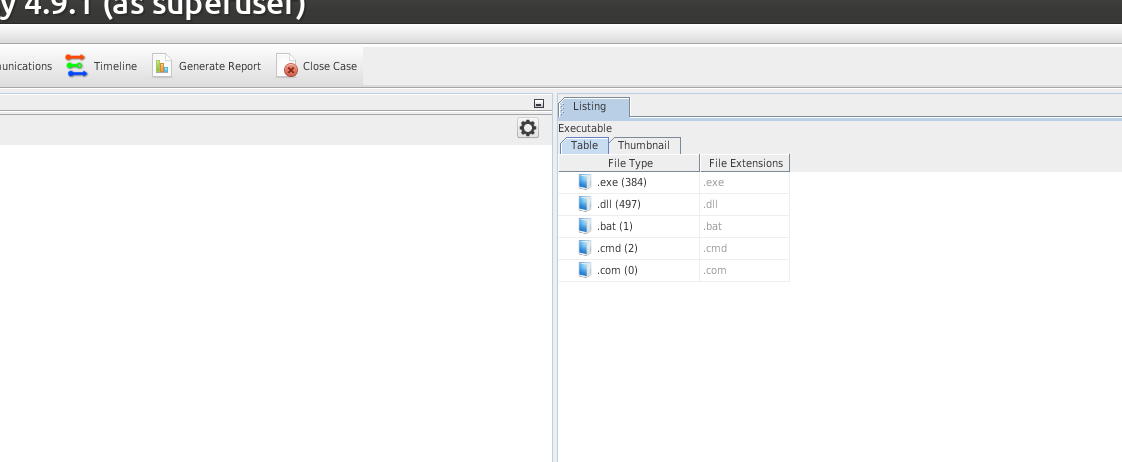 y 4.9.1 (as superuser)
unications Timeline Generate Report Close Case
Listing
Executable
Table Thumbnail
File Type File Extensions
.exe (384) .exe
.dll (497) .dll
.bat (1) .bat
.cmd (2) .cmd
.com (0) .com